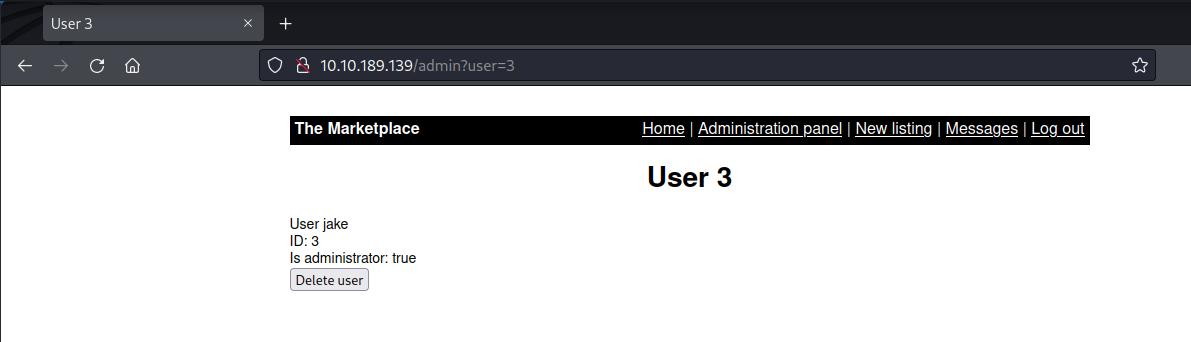 User 3
10.10.189.139/admin?user=3
The Marketplace Home | Administration panel | New listing | Messages | Log out
User 3
User jake
ID: 3
Is administrator: true
Delete user